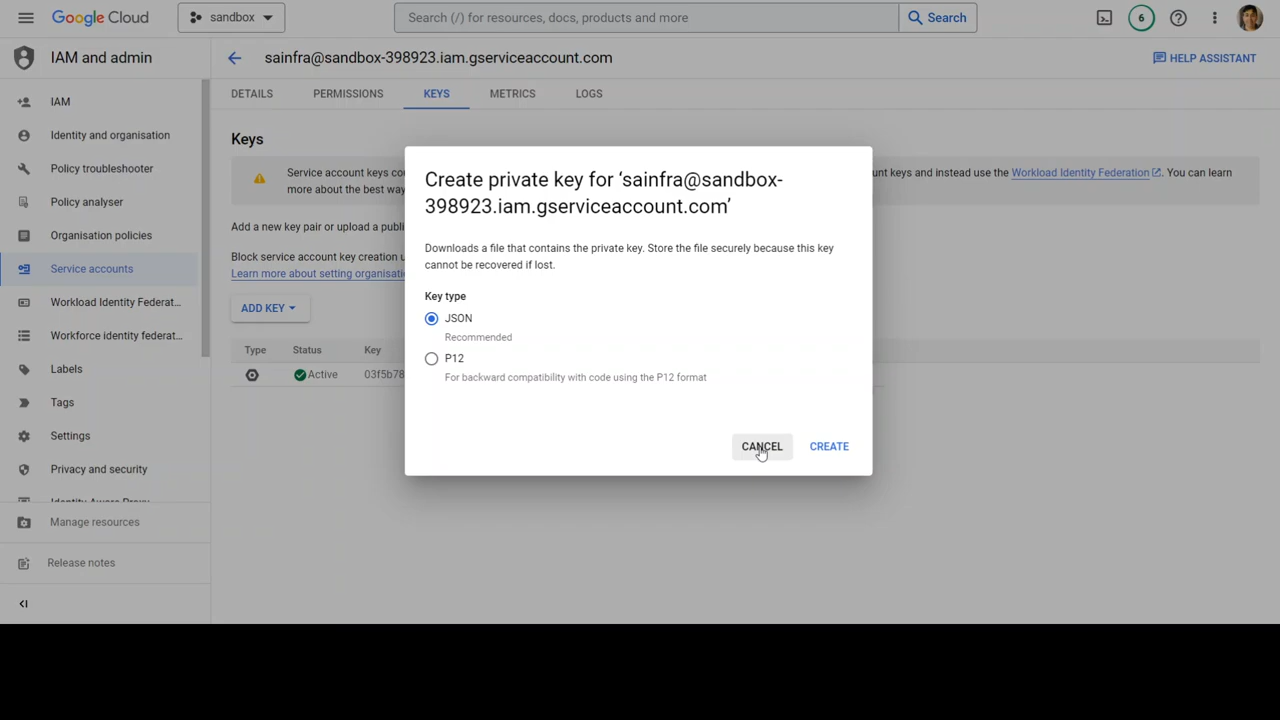 Google Cloud
sandbox
Search (/) for resources, docs, products and more
Search
6
IAM and admin
sainfra@sandbox-398923.iam.gserviceaccount.com
HELP ASSISTANT
IAM
Identity and organisation
Policy troubleshooter
Policy analyser
Organisation policies
Service accounts
Workload Identity Federat...
Workforce identity federat...
Labels
Tags
Settings
Privacy and security
Identity-Aware Proxy
Manage resources
Release notes
DETAILS
PERMISSIONS
KEYS
METRICS
LOGS
Keys
Service account keys cou
nt keys and instead use the Workload Identity Federation. You can learn
more about the best way
Add a new key pair or upload a publi
Block service account key creation u
Learn more about setting organisatio
ADD KEY
Type Status Key
Active 03f5b78
Create private key for ‘sainfra@sandbox-
398923.iam.gserviceaccount.com’
Downloads a file that contains the private key. Store the file securely because this key
cannot be recovered if lost.
Key type
JSON
Recommended
P12
For backward compatibility with code using the P12 format
CANCEL
CREATE